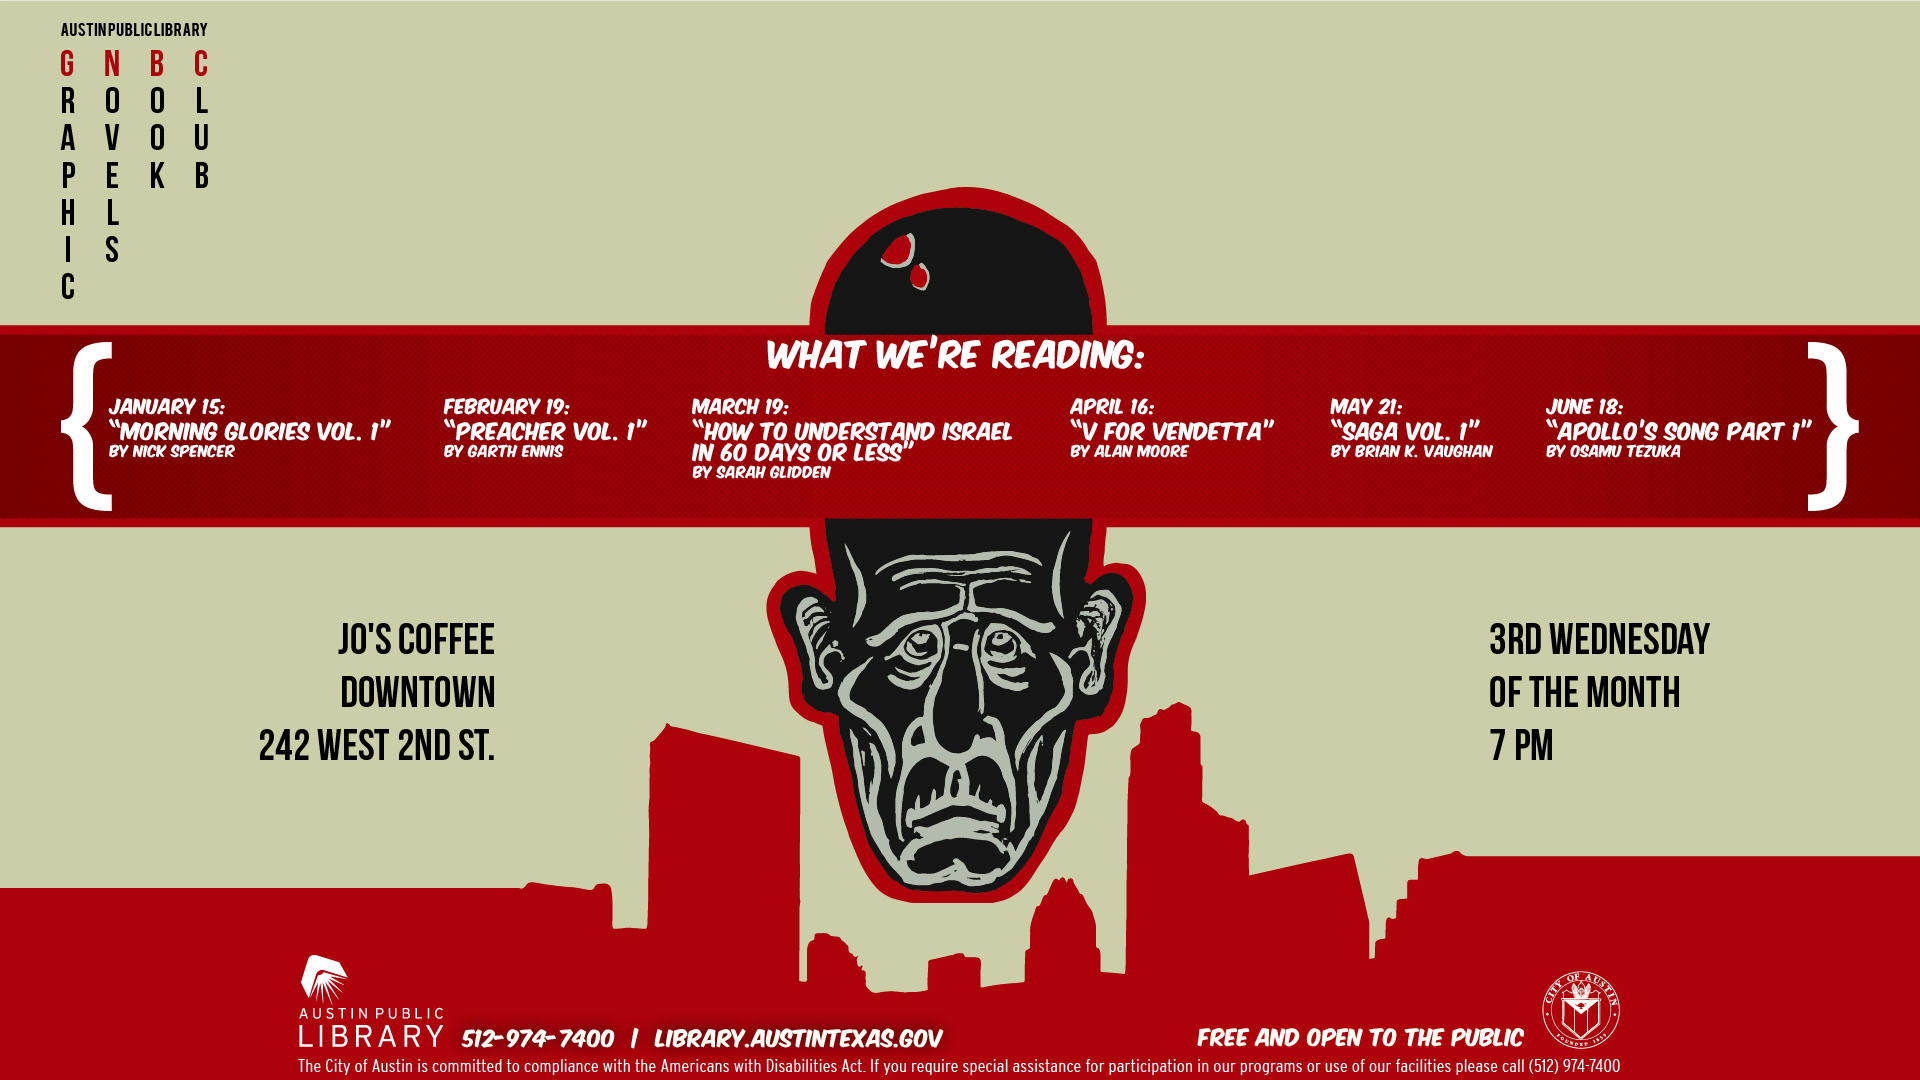 AUSTIN PUBLIC LIBRARY
GRAPHIC NOVELS BOOK CLUB
WHAT WE'RE READING:
JANUARY 15:
"MORNING GLORIES VOL. 1"
BY NICK SPENCER
FEBRUARY 19:
"PREACHER VOL. 1"
BY GARTH ENNIS
MARCH 19:
"HOW TO UNDERSTAND ISRAEL
IN 60 DAYS OR LESS"
BY SARAH GLIDDEN
APRIL 16:
"V FOR VENDETTA"
BY ALAN MOORE
MAY 21:
"SAGA VOL. 1"
BY BRIAN K. VAUGHAN
JUNE 18:
"APOLLO'S SONG PART 1"
BY OSAMU TEZUKA
JO'S COFFEE
DOWNTOWN
242 WEST 2ND ST.
3RD WEDNESDAY
OF THE MONTH
7 PM
AUSTIN PUBLIC
LIBRARY
512-974-7400 | LIBRARY.AUSTINTEXAS.GOV
FREE AND OPEN TO THE PUBLIC
CITY OF AUSTIN
FOUNDED 1839
The City of Austin is committed to compliance with the Americans with Disabilities Act. If you require special assistance for participation in our programs or use of our facilities please call (512) 974-7400